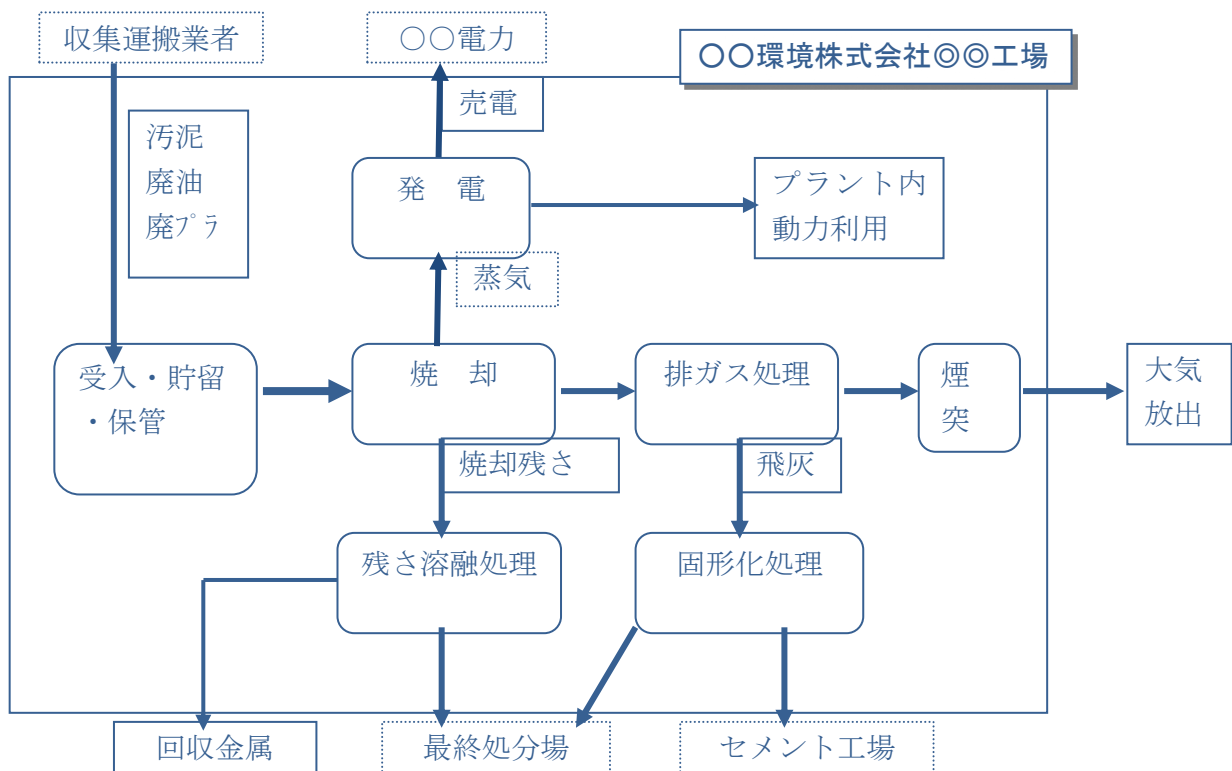 収集運搬業者
〇〇電力
〇〇環境株式会社◎◎工場
売電
汚泥
廃油
廃プラ
発　電
プラント内
動力利用
蒸気
受入・貯留
・保管
焼　却
排ガス処理
煙
突
大気
放出
焼却残さ
飛灰
残さ溶融処理
固形化処理
回収金属
最終処分場
セメント工場